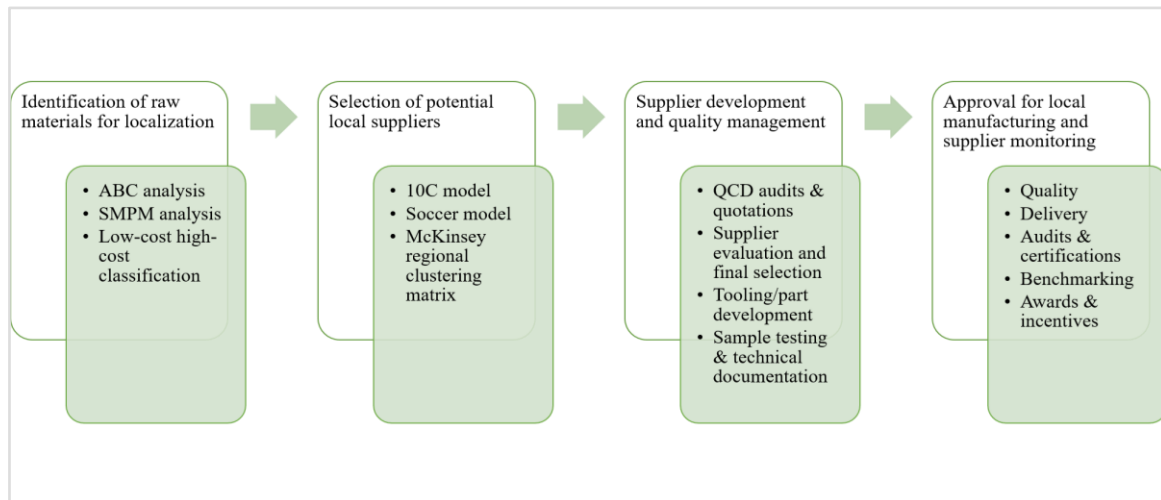 Identification of raw
materials for localization
• ABC analysis
• SMPM analysis
• Low-cost high-
cost
classification
Selection of potential
local suppliers
• 10C model
• Soccer model
• McKinsey
regional
clustering
matrix
Supplier development
and quality management
• QCD audits &
quotations
• Supplier
evaluation and
final selection
• Tooling/part
development
• Sample testing
& technical
documentation
Approval for local
manufacturing and
supplier monitoring
• Quality
• Delivery
• Audits &
certifications
• Benchmarking
• Awards &
incentives